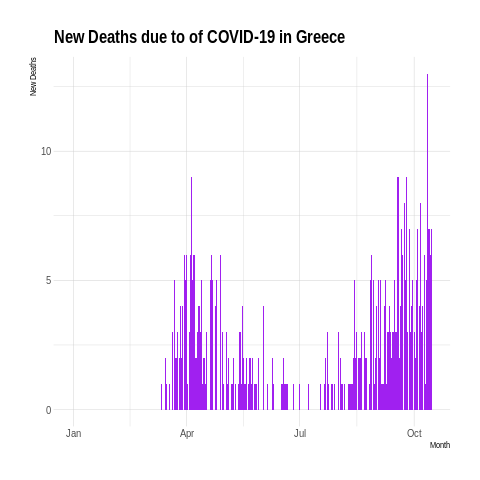 New Deaths due to of COVID-19 in Greece
New Deaths
10
5
0
Jan Apr Jul Oct
Month